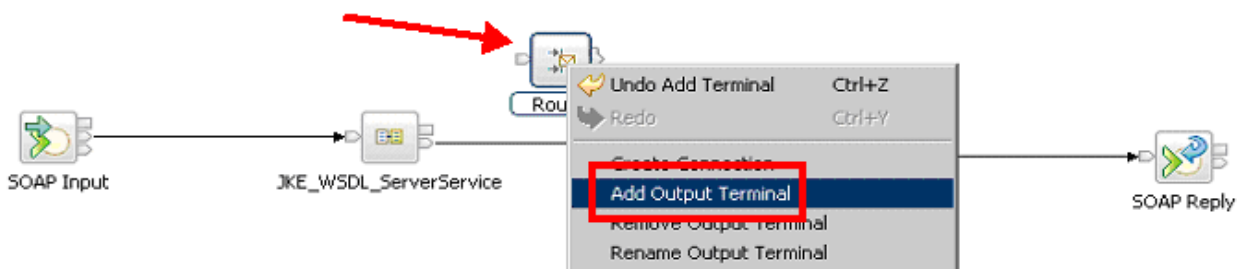 Undo Add Terminal Ctrl+Z
Rou
Redo Ctrl+Y
SOAP Input
JKE_WSDL_ServerService
Create Connection
Add Output Terminal
SOAP Reply
Remove Output Terminal
Rename Output Terminal